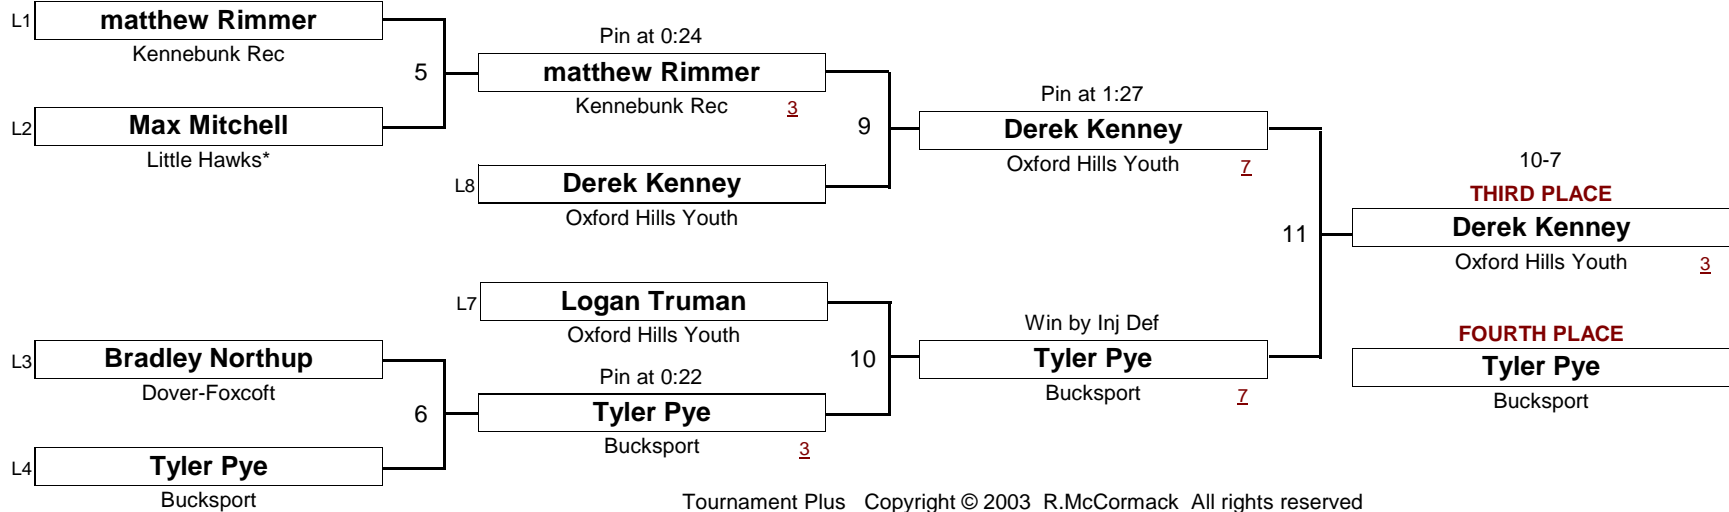 L1 matthew Rimmer
Kennebunk Rec
5
L2 Max Mitchell
Little Hawks*
Pin at 0:24
matthew Rimmer
Kennebunk Rec 3
9
L8 Derek Kenney
Oxford Hills Youth
Pin at 1:27
Derek Kenney
Oxford Hills Youth 7
L3 Bradley Northup
Dover-Foxcoft
6
L4 Tyler Pye
Bucksport
L7 Logan Truman
Oxford Hills Youth
10
Pin at 0:22
Tyler Pye
Bucksport 3
Win by Inj Def
Tyler Pye
Bucksport 7
11
10-7
THIRD PLACE
Derek Kenney
Oxford Hills Youth 3
FOURTH PLACE
Tyler Pye
Bucksport
Tournament Plus Copyright © 2003 R.McCormack All rights reserved